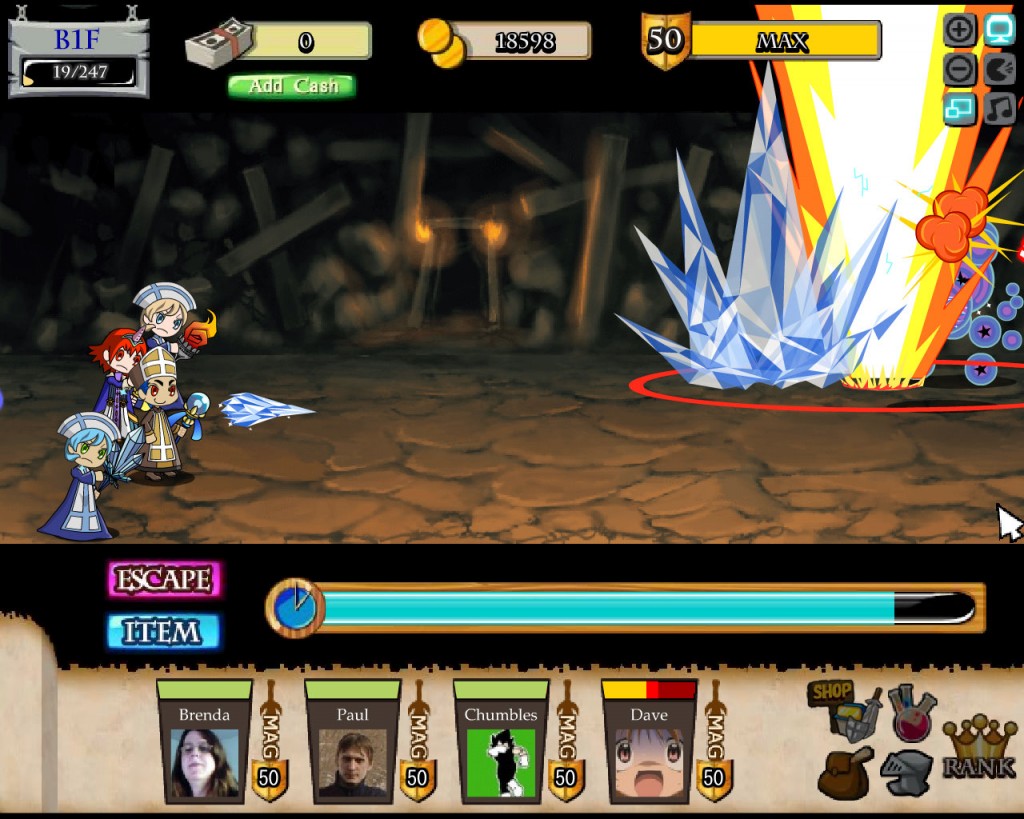 B1F
19/247
0
Add Cash
18598
50
MAX
ESCAPE
ITEM
Brenda
MAG
50
Paul
MAG
50
Chumbles
MAG
50
Dave
MAG
50
SHOP
RANK